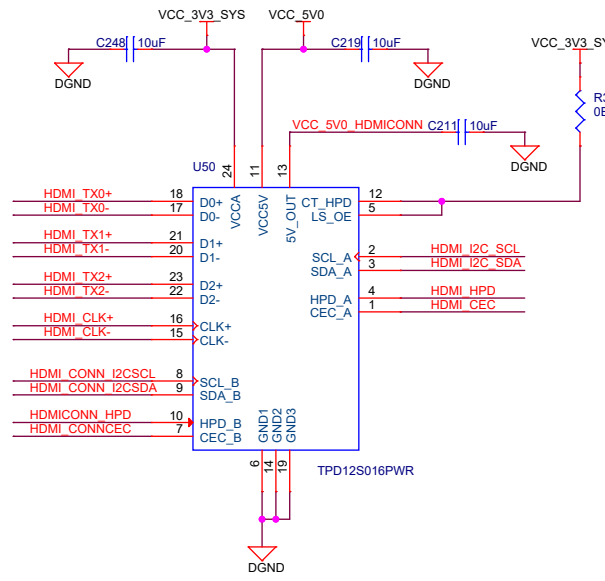 VCC_3V3_SYS
VCC_5V0
C248
10uF
C219
10uF
VCC_3V3_SY
DGND
DGND
R3
0E
VCC_5V0_HDMICONN
C211
10uF
DGND
U50
24
11
13
VCCA
VCC5V
5V_OUT
HDMI_TX0+
18
D0+
CT_HPD
12
HDMI_TX0-
17
D0-
LS_OE
5
HDMI_TX1+
21
D1+
HDMI_TX1-
20
D1-
SCL_A
2
HDMI_I2C_SCL
SDA_A
3
HDMI_I2C_SDA
HDMI_TX2+
23
D2+
HDMI_TX2-
22
D2-
HPD_A
4
HDMI_HPD
CEC_A
1
HDMI_CEC
HDMI_CLK+
16
CLK+
HDMI_CLK-
15
CLK-
HDMI_CONN_I2CSCL
8
SCL_B
HDMI_CONN_I2CSDA
9
SDA_B
HDMICONN_HPD
10
HPD_B
HDMI_CONNCEC
7
CEC_B
GND1
GND2
GND3
6
14
19
TPD12S016PWR
DGND